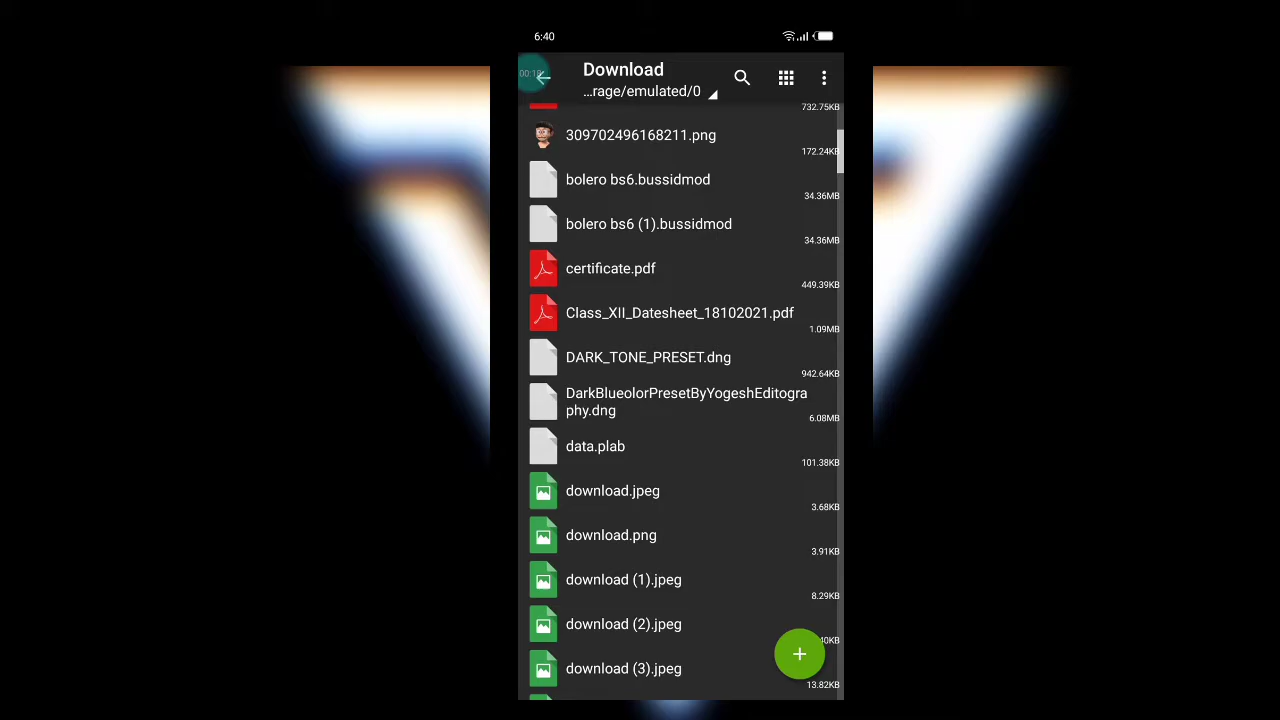 6:40
00:18
Download
...rage/emulated/0
732.75KB
309702496168211.png
172.24KB
bolero bs6.bussidmod
34.36MB
bolero bs6 (1).bussidmod
34.36MB
certificate.pdf
449.39KB
Class_XII_Datesheet_18102021.pdf
1.09MB
DARK_TONE_PRESET.dng
942.64KB
DarkBlueolorPresetByYogeshEditogra
phy.dng
6.08MB
data.plab
101.38KB
download.jpeg
3.68KB
download.png
3.91KB
download (1).jpeg
8.29KB
download (2).jpeg
download (3).jpeg
13.82KB